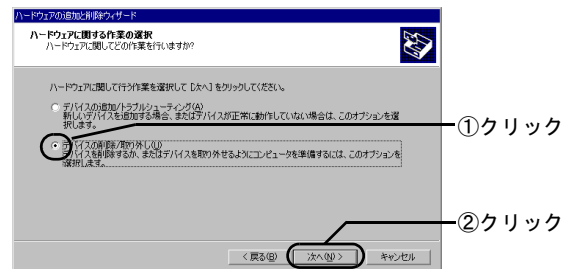 ハードウェアの追加と削除ウィザード
ハードウェアに関する作業の選択
ハードウェアに関してどの作業を行いますか?
ハードウェアに関して行う作業を選択して [次へ] をクリックしてください。
デバイスの追加/トラブルシューティング(A)
新しいデバイスを追加する場合、またはデバイスが正常に動作していない場合は、このオプションを選
択します。
デバイスの削除/取り外し(U)
デバイスを削除するか、またはデバイスを取り外せるようにコンピュータを準備するには、このオプションを
選択します。
①クリック
②クリック
< 戻る(B)
次へ(N) >
キャンセル